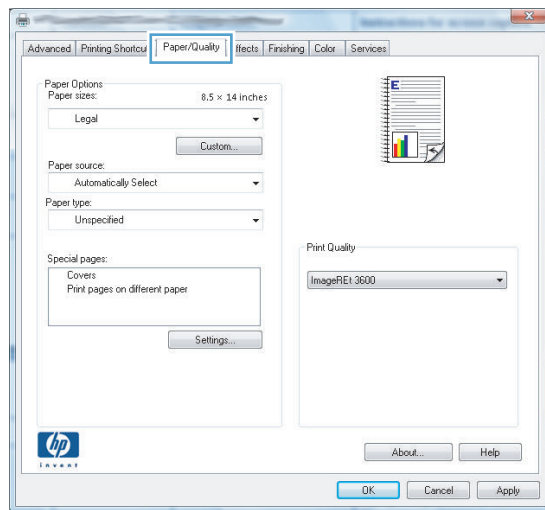 Advanced Printing Shortcu Paper/Quality ffects Finishing Color Services
Paper Options
Paper sizes: 8.5 × 14 inches
Legal
Custom...
Paper source:
Automatically Select
Paper type:
Unspecified
Special pages:
Covers
Print pages on different paper
Settings...
E
Print Quality
ImageREt 3600
hp
invent
About... Help
OK Cancel Apply